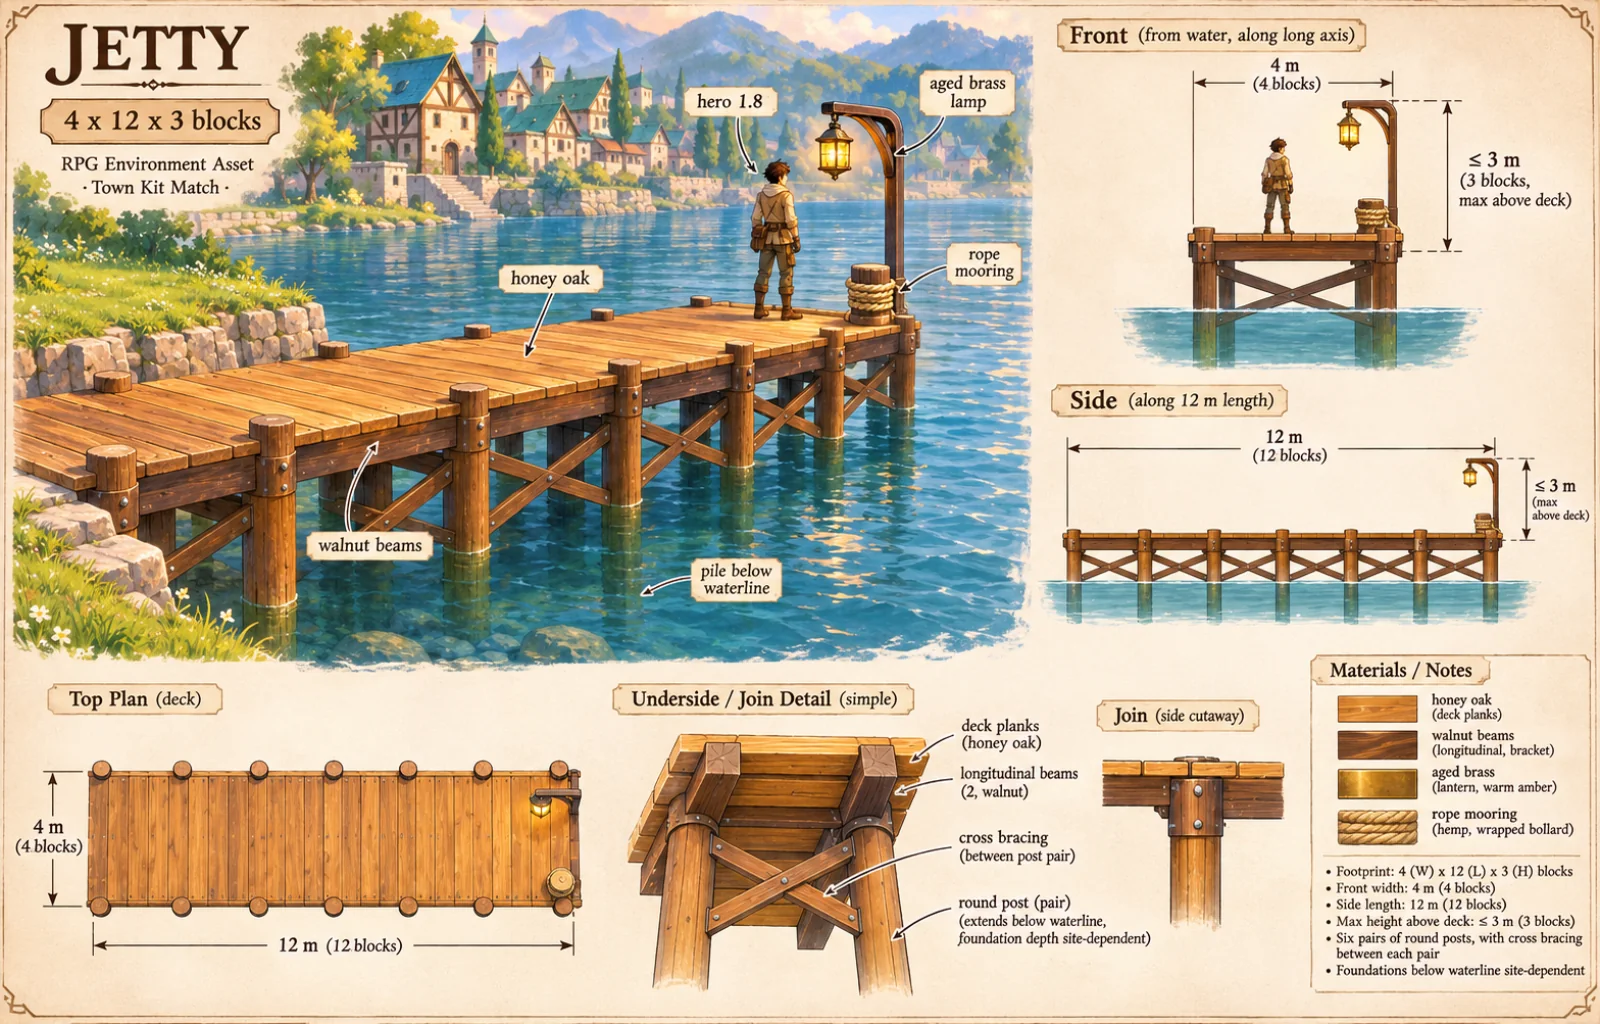 JETTY
4 x 12 x 3 blocks
RPG Environment Asset
· Town Kit Match ·
hero 1.8
aged brass
lamp
rope
mooring
honey oak
walnut beams
pile below
waterline
Front (from water, along long axis)
4 m
(4 blocks)
≤ 3 m
(3 blocks,
max above deck)
Side (along 12 m length)
12 m
(12 blocks)
≤ 3 m
(max
above deck)
Top Plan (deck)
4 m
(4 blocks)
12 m (12 blocks)
Underside / Join Detail (simple)
deck planks
(honey oak)
longitudinal beams
(2, walnut)
cross bracing
(between post pair)
round post (pair)
(extends below waterline,
foundation depth site-dependent)
Join (side cutaway)
Materials / Notes
honey oak
(deck planks)
walnut beams
(longitudinal, bracket)
aged brass
(lantern, warm amber)
rope mooring
(hemp, wrapped bollard)
• Footprint: 4 (W) x 12 (L) x 3 (H) blocks
• Front width: 4 m (4 blocks)
• Side length: 12 m (12 blocks)
• Max height above deck: ≤ 3 m (3 blocks)
• Six pairs of round posts, with cross bracing
between each pair
• Foundations below waterline site-dependent